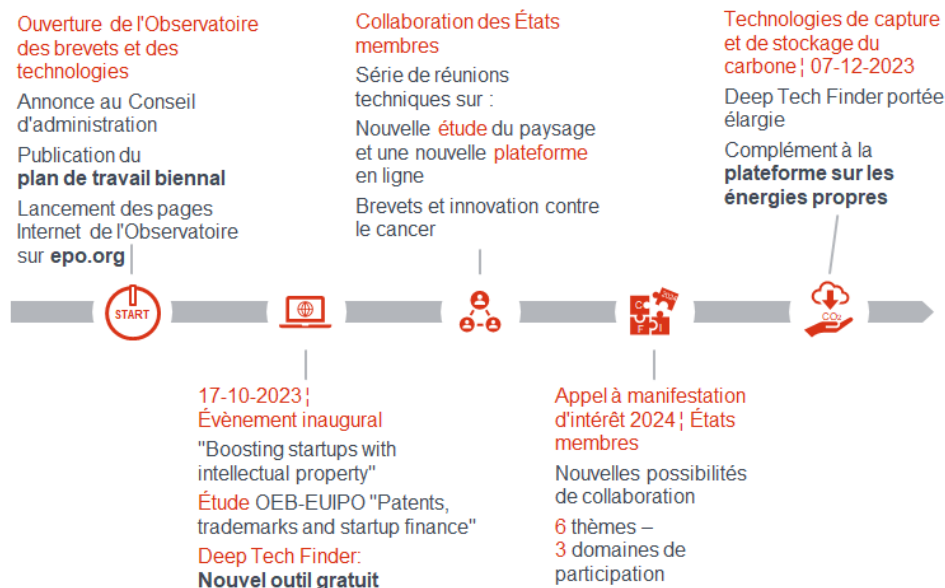 Ouverture de l'Observatoire
des brevets et des
technologies
Annonce au Conseil
d'administration
Publication du
plan de travail biennal
Lancement des pages
Internet de l'Observatoire
sur epo.org
Collaboration des États
membres
Série de réunions
techniques sur :
Nouvelle étude du paysage
et une nouvelle plateforme
en ligne
Brevets et innovation contre
le cancer
Technologies de capture
et de stockage du
carbone ¦ 07-12-2023
Deep Tech Finder portée
élargie
Complément à la
plateforme sur les
énergies propres
START
C 2024
F I
CO2
17-10-2023 ¦
Évènement inaugural
"Boosting startups with
intellectual property"
Étude OEB-EUIPO "Patents,
trademarks and startup finance"
Deep Tech Finder:
Nouvel outil gratuit
Appel à manifestation
d'intérêt 2024 ¦ États
membres
Nouvelles possibilités
de collaboration
6 thèmes –
3 domaines de
participation